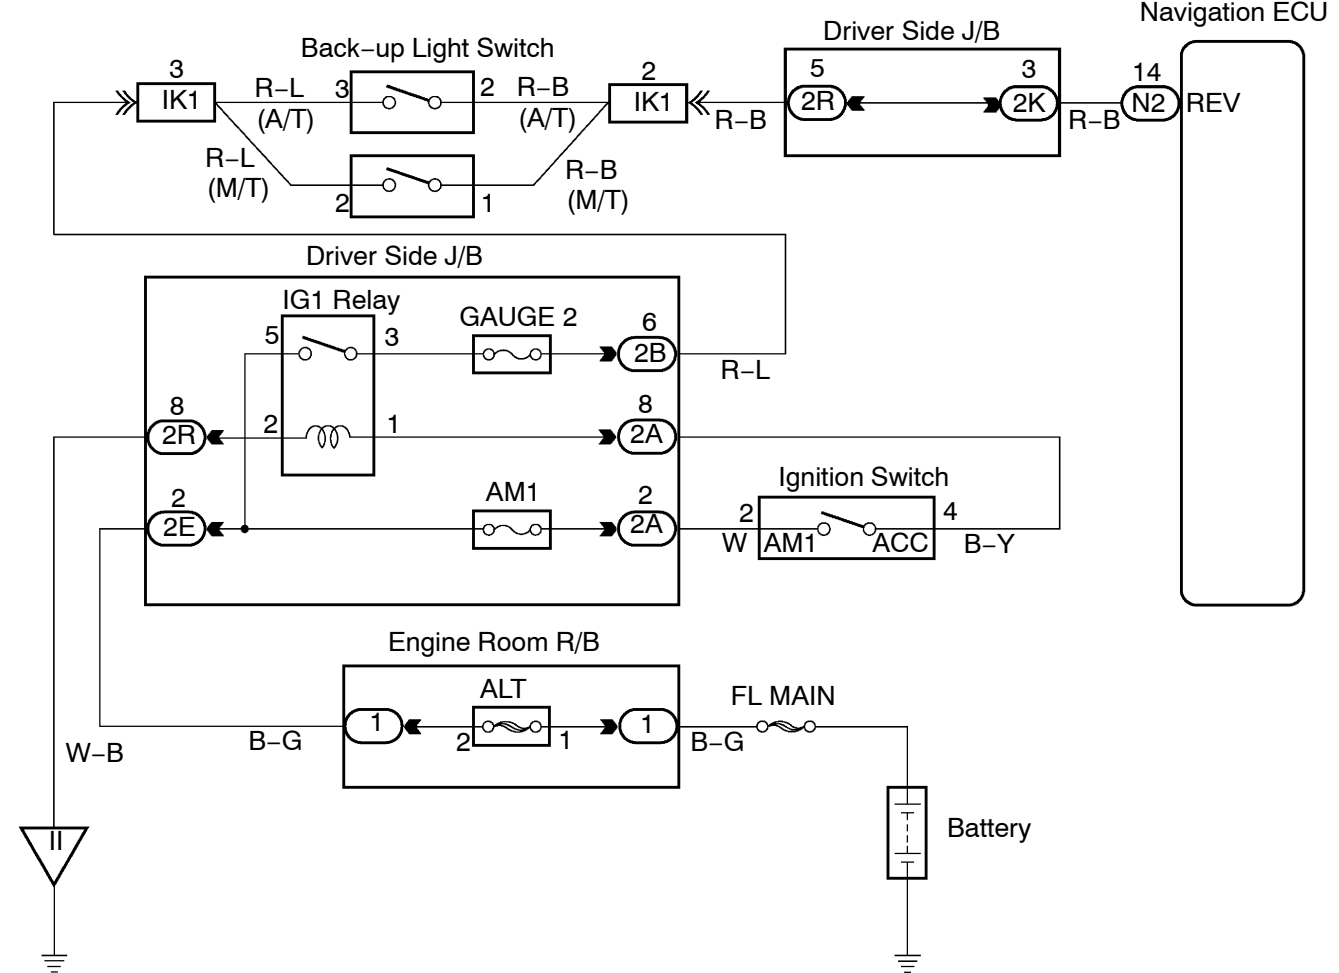 Navigation ECU
Driver Side J/B
Back–up Light Switch
3
R–L
(A/T)
3
2
R–B
(A/T)
2
5
3
14
IK1
IK1
R–B
2R
2K
R–B
N2
REV
R–L
(M/T)
2
1
R–B
(M/T)
Driver Side J/B
IG1 Relay
5
3
GAUGE 2
6
2B
R–L
8
2R
2
1
8
2A
Ignition Switch
2
2E
AM1
2
2A
2
W
AM1
ACC
4
B–Y
Engine Room R/B
ALT
FL MAIN
1
2
1
1
B–G
B–G
W–B
II
Battery